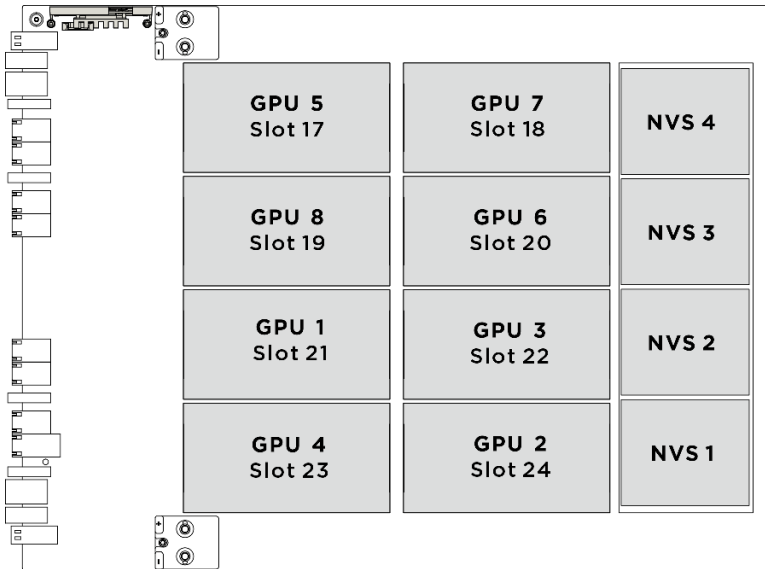 GPU 5
Slot 17
GPU 7
Slot 18
NVS 4
GPU 8
Slot 19
GPU 6
Slot 20
NVS 3
GPU 1
Slot 21
GPU 3
Slot 22
NVS 2
GPU 4
Slot 23
GPU 2
Slot 24
NVS 1